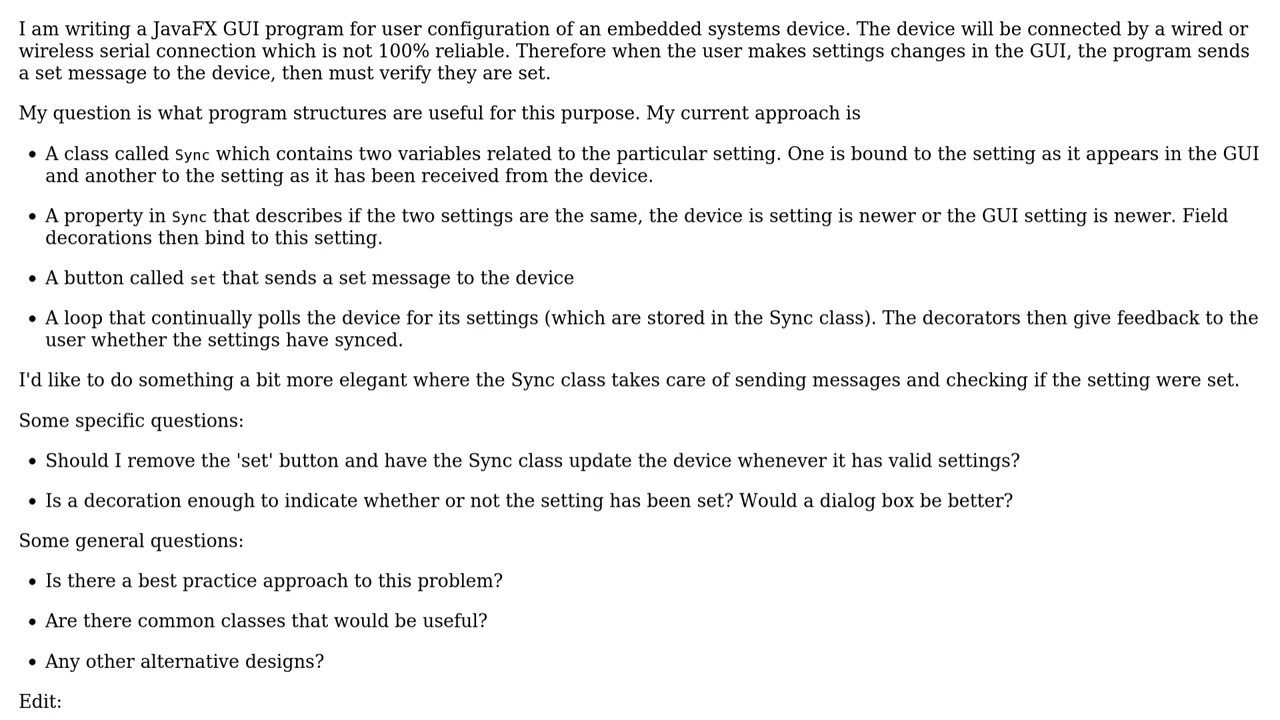 I am writing a JavaFX GUI program for user configuration of an embedded systems device. The device will be connected by a wired or
wireless serial connection which is not 100% reliable. Therefore when the user makes settings changes in the GUI, the program sends
a set message to the device, then must verify they are set.
My question is what program structures are useful for this purpose. My current approach is
• A class called Sync which contains two variables related to the particular setting. One is bound to the setting as it appears in the GUI
and another to the setting as it has been received from the device.
• A property in Sync that describes if the two settings are the same, the device is setting is newer or the GUI setting is newer. Field
decorations then bind to this setting.
• A button called set that sends a set message to the device
• A loop that continually polls the device for its settings (which are stored in the Sync class). The decorators then give feedback to the
user whether the settings have synced.
I'd like to do something a bit more elegant where the Sync class takes care of sending messages and checking if the setting were set.
Some specific questions:
• Should I remove the 'set' button and have the Sync class update the device whenever it has valid settings?
• Is a decoration enough to indicate whether or not the setting has been set? Would a dialog box be better?
Some general questions:
• Is there a best practice approach to this problem?
• Are there common classes that would be useful?
• Any other alternative designs?
Edit: